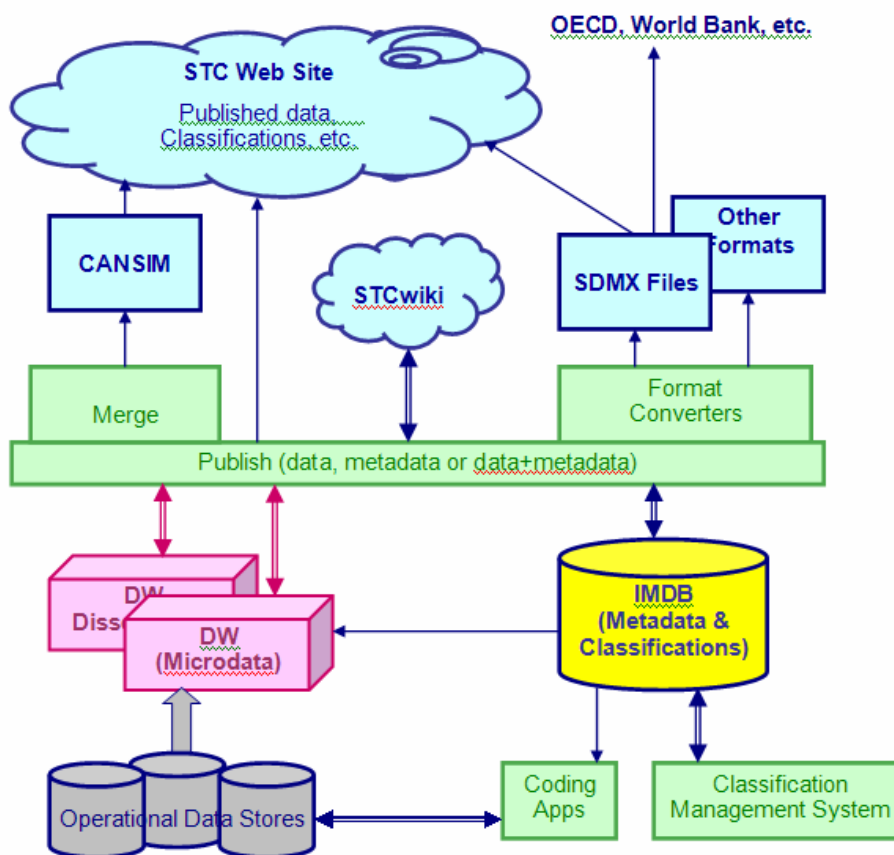 OECD, World Bank, etc.
STC Web Site
Published data,
Classifications, etc.
CANSIM
STCwiki
Other
Formats
SDMX Files
Merge
Format
Converters
Publish (data, metadata or data+metadata)
DW
DW
(Microdata)
IMDB
(Metadata &
Classifications)
Operational Data Stores
Coding
Apps
Classification
Management System